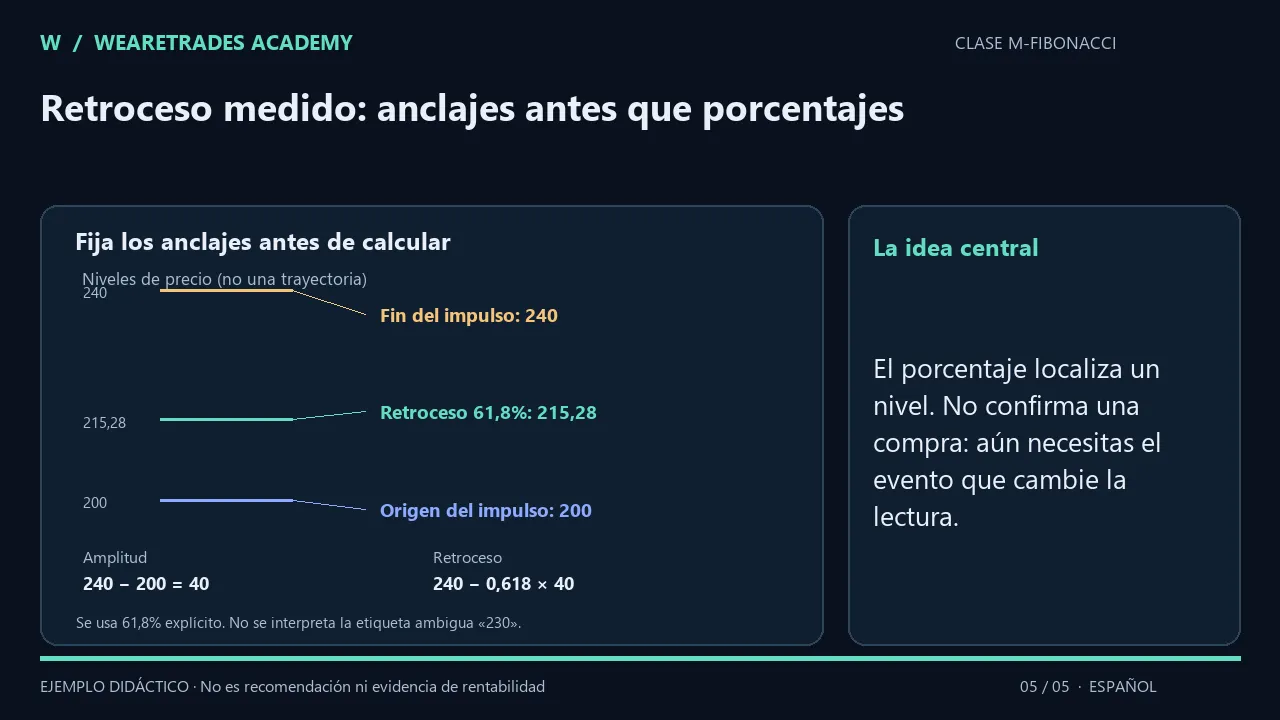 W / WEARETRADES ACADEMY
CLASE M-FIBONACCI
Retroceso medido: anclajes antes que porcentajes
Fija los anclajes antes de calcular
Niveles de precio (no una trayectoria)
240
Fin del impulso: 240
215,28
Retroceso 61,8%: 215,28
200
Origen del impulso: 200
Amplitud
240 − 200 = 40
Retroceso
240 − 0,618 × 40
Se usa 61,8% explícito. No se interpreta la etiqueta ambigua «230».
La idea central
El porcentaje localiza un
nivel. No confirma una
compra: aún necesitas el
evento que cambie la
lectura.
EJEMPLO DIDÁCTICO · No es recomendación ni evidencia de rentabilidad
05 / 05 · ESPAÑOL